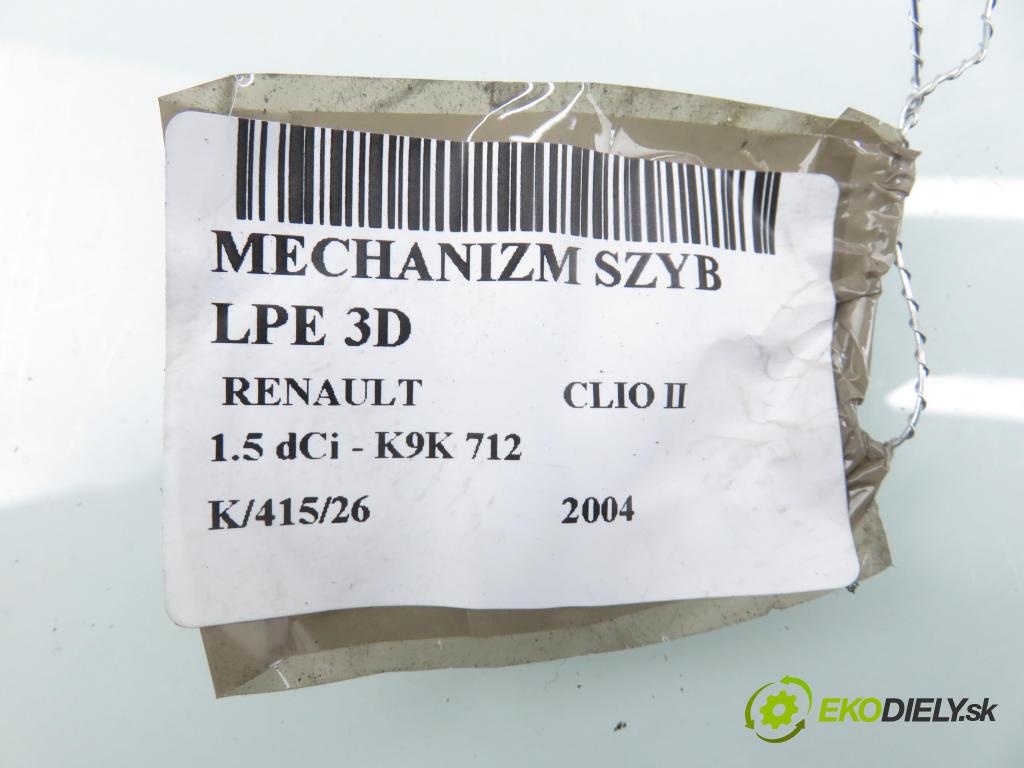 MECHANIZM SZYB
LPE 3D
RENAULT CLIO II
1.5 dCi - K9K 712
K/415/26 2004
EKODIELY.sk